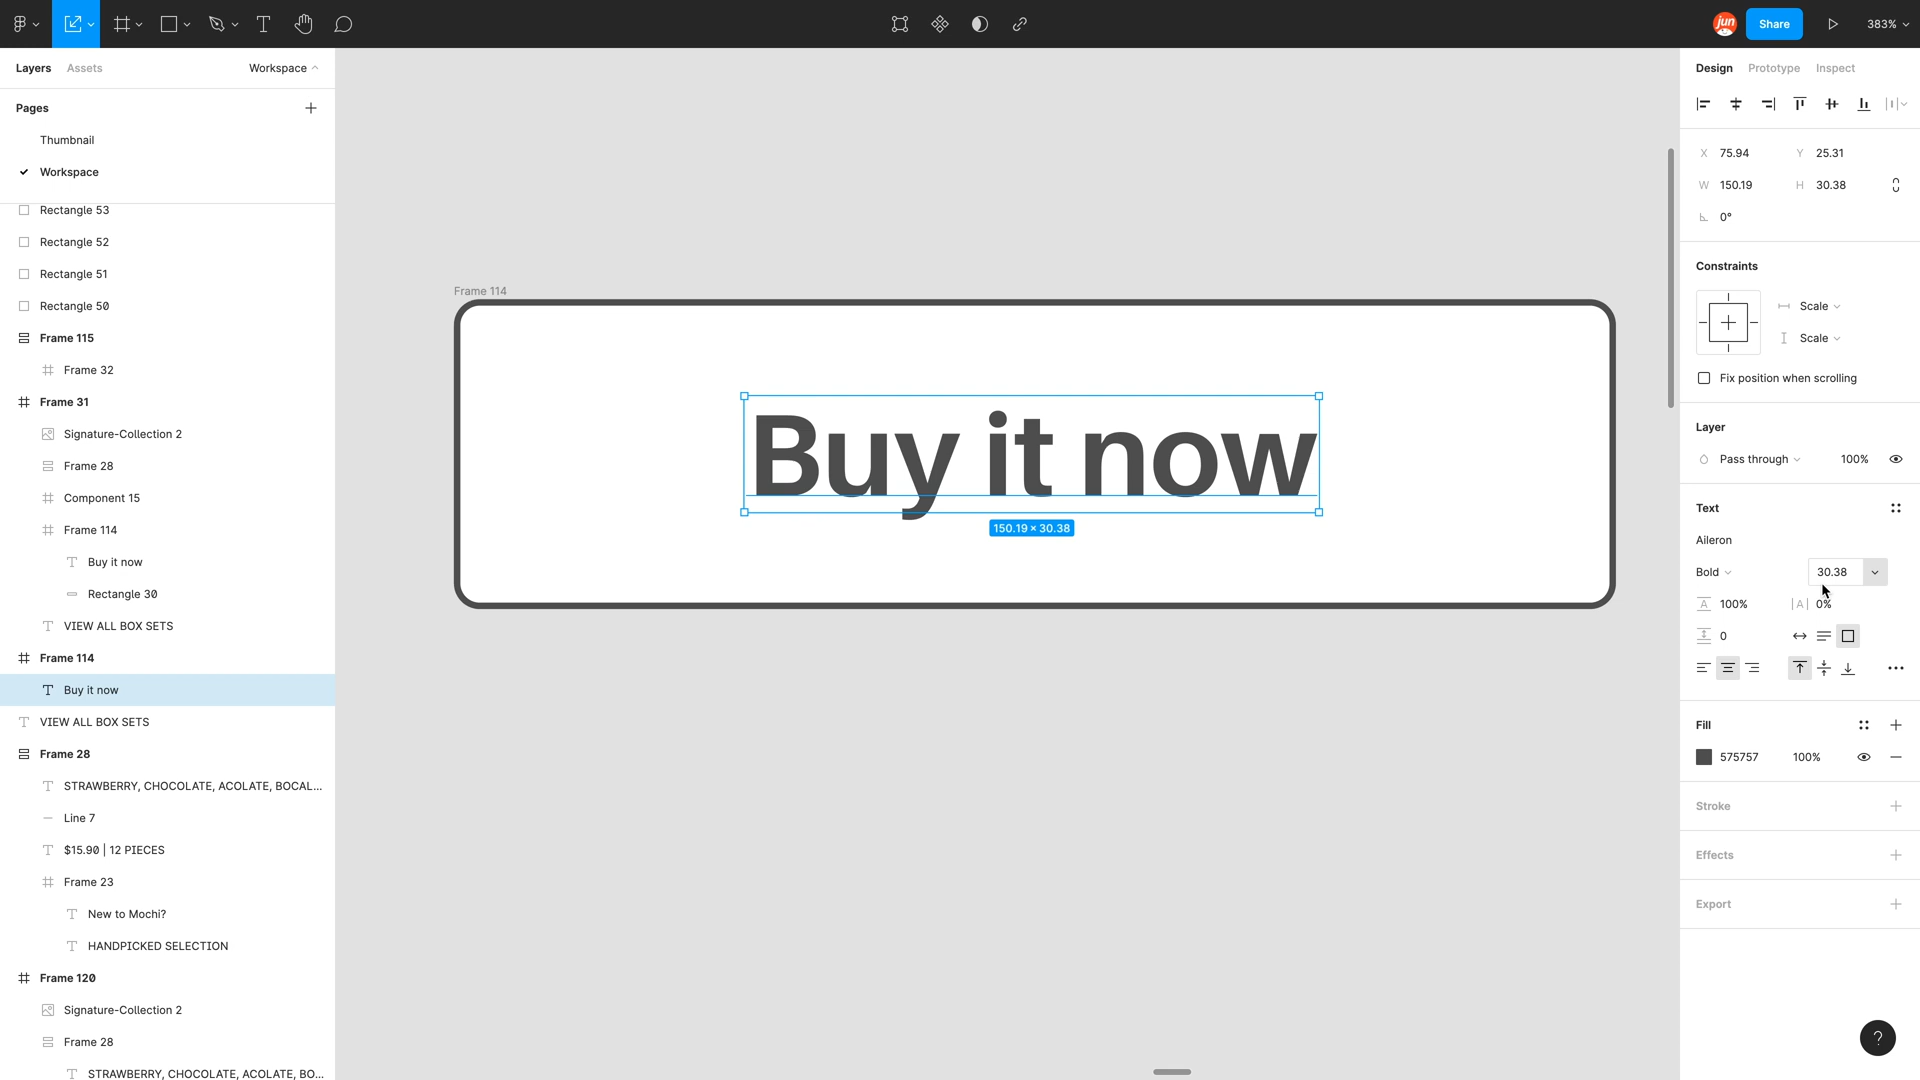 jun
Share
383%
Layers
Assets
Workspace
Pages
Thumbnail
Workspace
Rectangle 53
Rectangle 52
Rectangle 51
Rectangle 50
Frame 115
Frame 32
Frame 31
Signature-Collection 2
Frame 28
Component 15
Frame 114
Buy it now
Rectangle 30
VIEW ALL BOX SETS
Frame 114
Buy it now
VIEW ALL BOX SETS
Frame 28
STRAWBERRY, CHOCOLATE, ACOLATE, BOCAL...
Line 7
$15.90 | 12 PIECES
Frame 23
New to Mochi?
HANDPICKED SELECTION
Frame 120
Signature-Collection 2
Frame 28
STRAWBERRY, CHOCOLATE, ACOLATE, BO...
Frame 114
Buy it now
150.19 × 30.38
Design
Prototype
Inspect
X 75.94 Y 25.31
W 150.19 H 30.38
0°
Constraints
Scale
Scale
Fix position when scrolling
Layer
Pass through 100%
Text
Aileron
Bold 30.38
A 100% |A| 0%
0
Fill
575757 100%
Stroke
Effects
Export
?